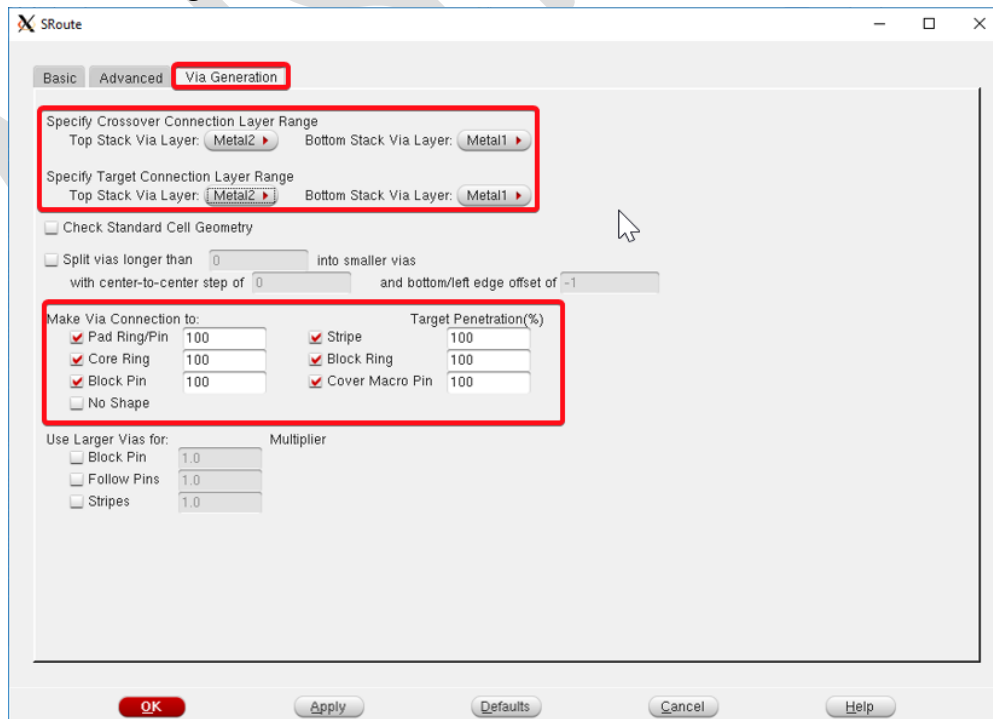 SRoute
Basic Advanced Via Generation
Specify Crossover Connection Layer Range
Top Stack Via Layer: Metal2 Bottom Stack Via Layer: Metal1
Specify Target Connection Layer Range
Top Stack Via Layer: Metal2 Bottom Stack Via Layer: Metal1
Check Standard Cell Geometry
Split vias longer than 0 into smaller vias
with center-to-center step of 0 and bottom/left edge offset of -1
Make Via Connection to: Target Penetration(%)
Pad Ring/Pin 100 Stripe 100
Core Ring 100 Block Ring 100
Block Pin 100 Cover Macro Pin 100
No Shape
Use Larger Vias for: Multiplier
Block Pin 1.0
Follow Pins 1.0
Stripes 1.0
OK Apply Defaults Cancel Help